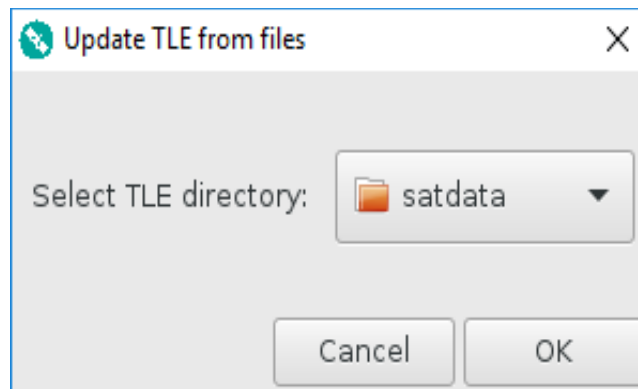 Update TLE from files
Select TLE directory: satdata
Cancel OK